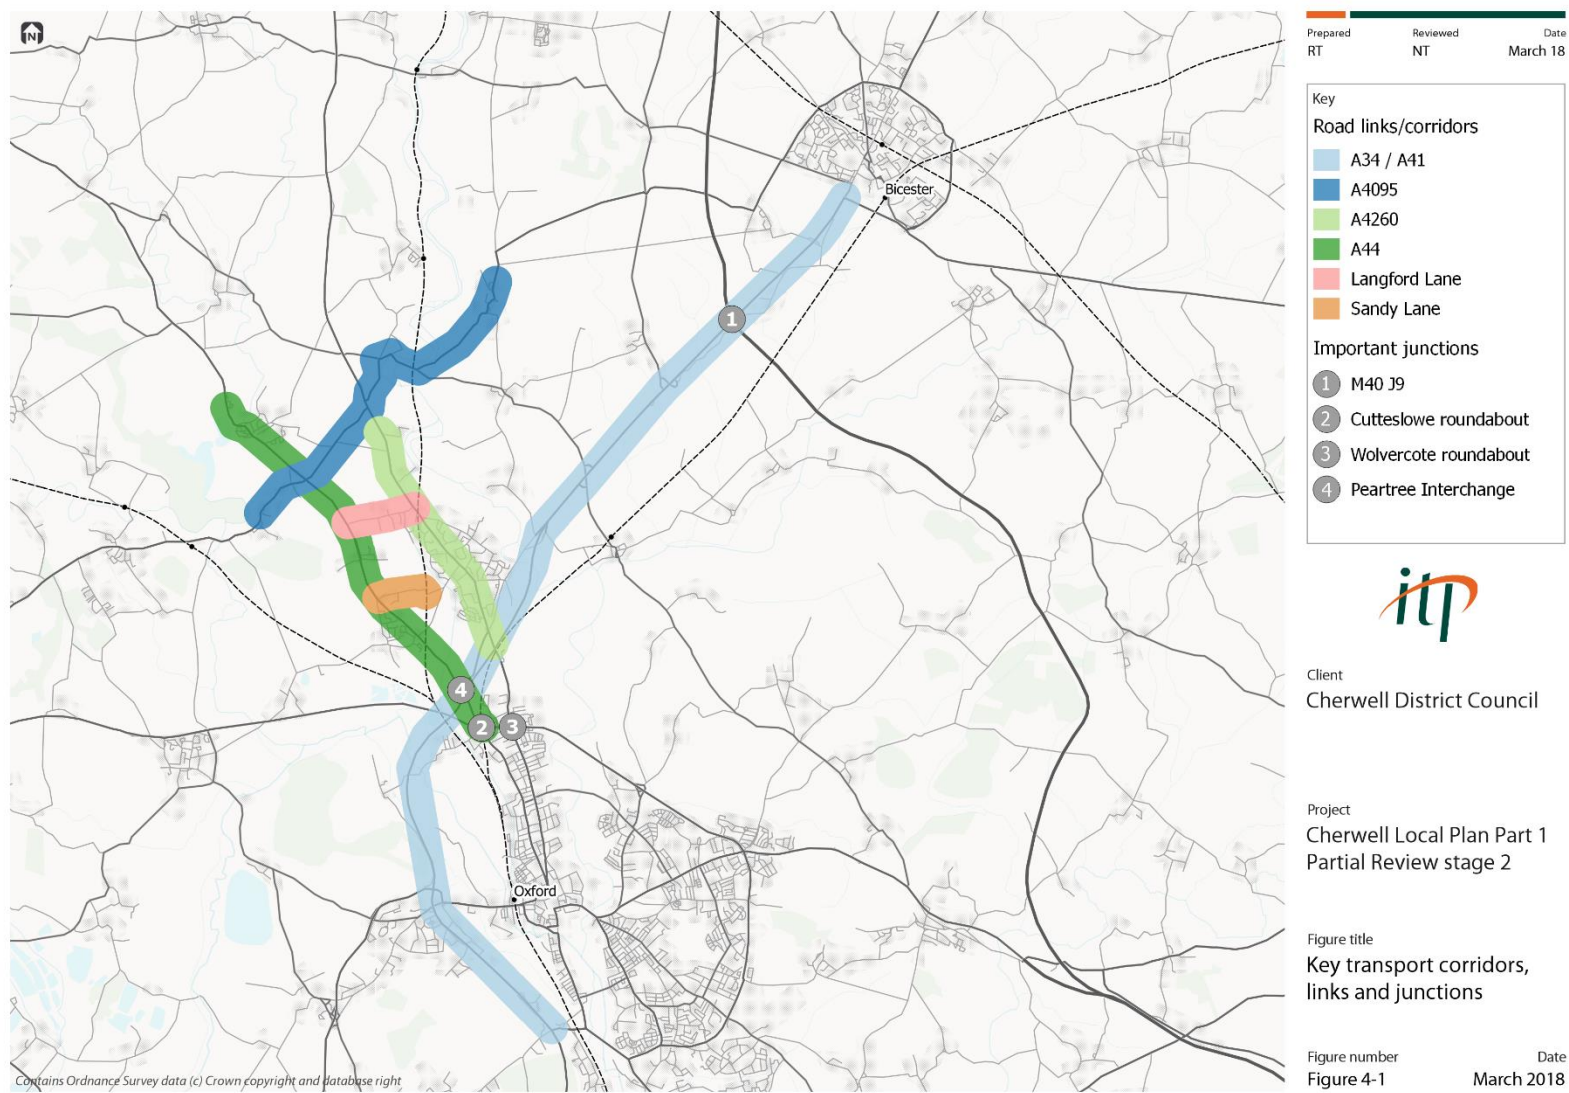 N
Bicester
1
4
2
3
Oxford
Contains Ordnance Survey data (c) Crown copyright and database right
Prepared Reviewed Date
RT NT March 18
Key
Road links/corridors
A34 / A41
A4095
A4260
A44
Langford Lane
Sandy Lane
Important junctions
1 M40 J9
2 Cutteslowe roundabout
3 Wolvercote roundabout
4 Peartree Interchange
itp
Client
Cherwell District Council
Project
Cherwell Local Plan Part 1
Partial Review stage 2
Figure title
Key transport corridors,
links and junctions
Figure number Date
Figure 4-1 March 2018